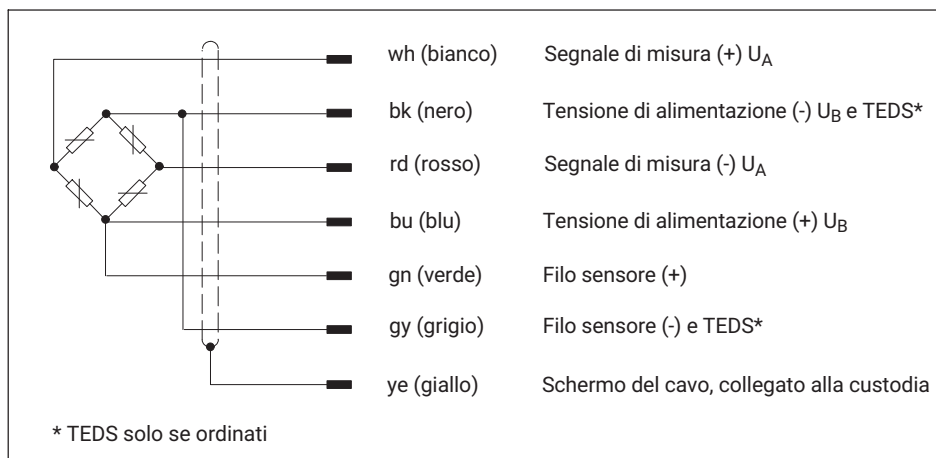 wh (bianco) Segnale di misura (+) UA
bk (nero) Tensione di alimentazione (-) UB e TEDS*
rd (rosso) Segnale di misura (-) UA
bu (blu) Tensione di alimentazione (+) UB
gn (verde) Filo sensore (+)
gy (grigio) Filo sensore (-) e TEDS*
ye (giallo) Schermo del cavo, collegato alla custodia
* TEDS solo se ordinati